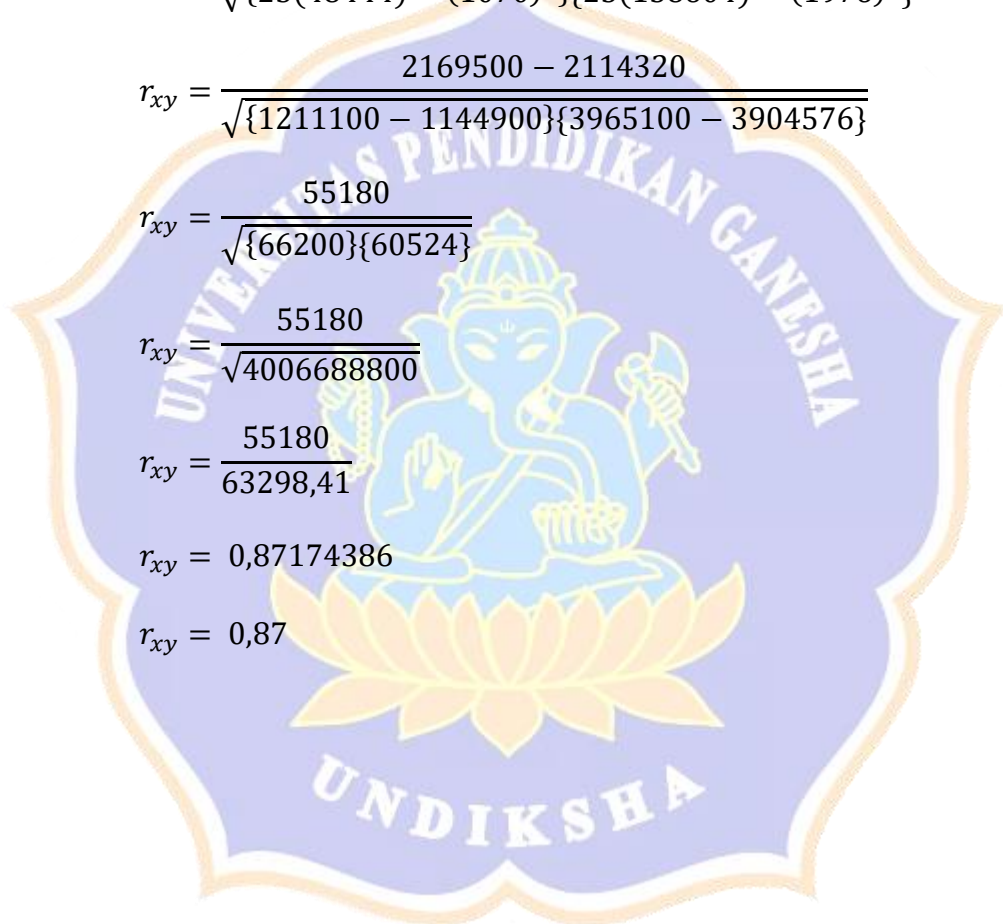 r_xy = (2169500 − 2114320) / √({1211100 − 1144900}{3965100 − 3904576})
r_xy = 55180 / √({66200}{60524})
r_xy = 55180 / √4006688800
r_xy = 55180 / 63298,41
r_xy = 0,87174386
r_xy = 0,87
UNIVERSITAS PENDIDIKAN GANESHA
UNDIKSHA